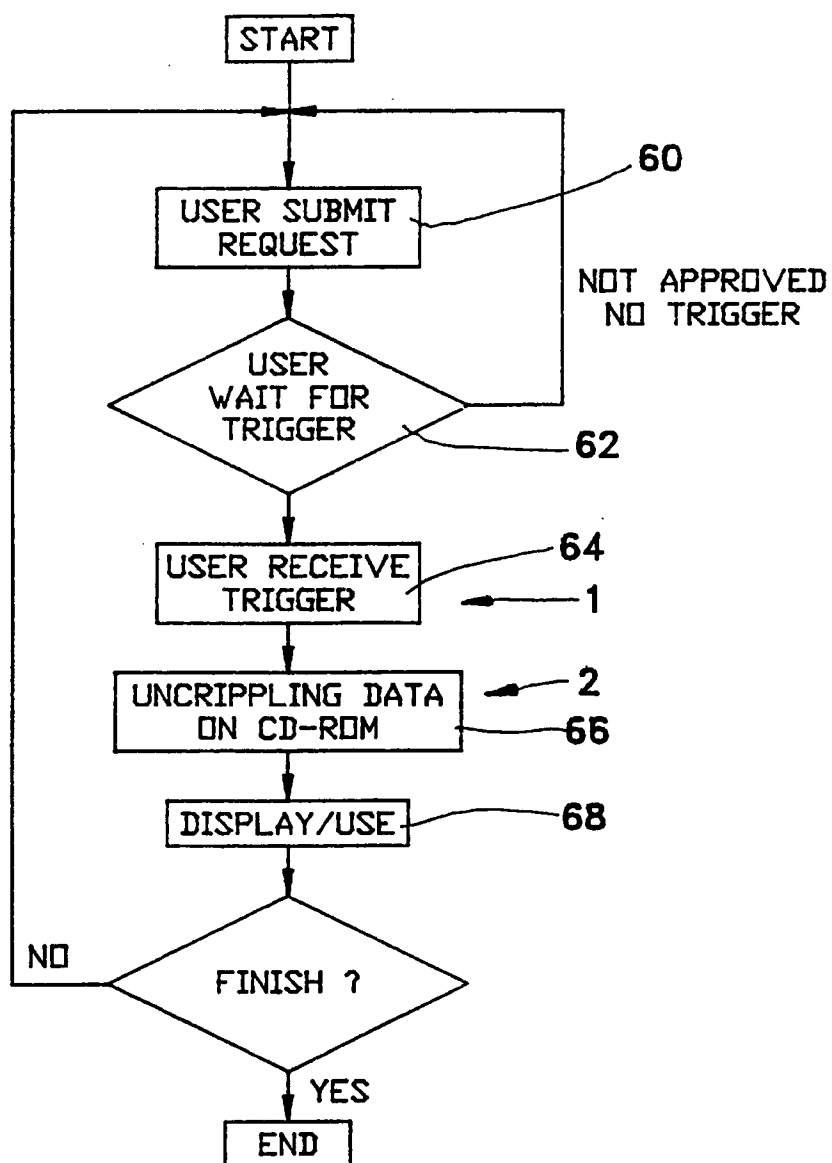 START
60
USER SUBMIT
REQUEST
NOT APPROVED
NO TRIGGER
USER
WAIT FOR
TRIGGER
62
64
USER RECEIVE
TRIGGER
1
2
UNCRIPPLING DATA
ON CD-ROM
66
DISPLAY/USE
68
NO
FINISH ?
YES
END